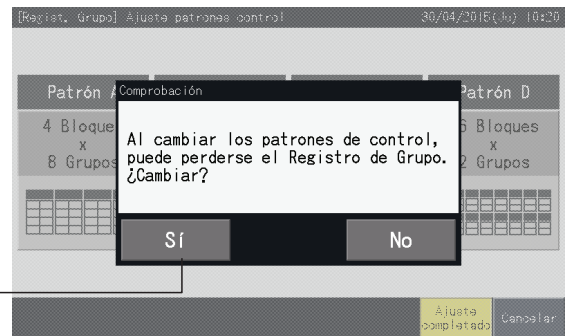 [Regist. Grupo] Ajuste patrones control 30/04/2015(Ju) 10:20
Patrón A Patrón D
Comprobación
4 Bloques x 8 Grupos
6 Bloques x 2 Grupos
Al cambiar los patrones de control,
puede perderse el Registro de Grupo.
¿Cambiar?
Sí No
Ajuste completado Cancelar